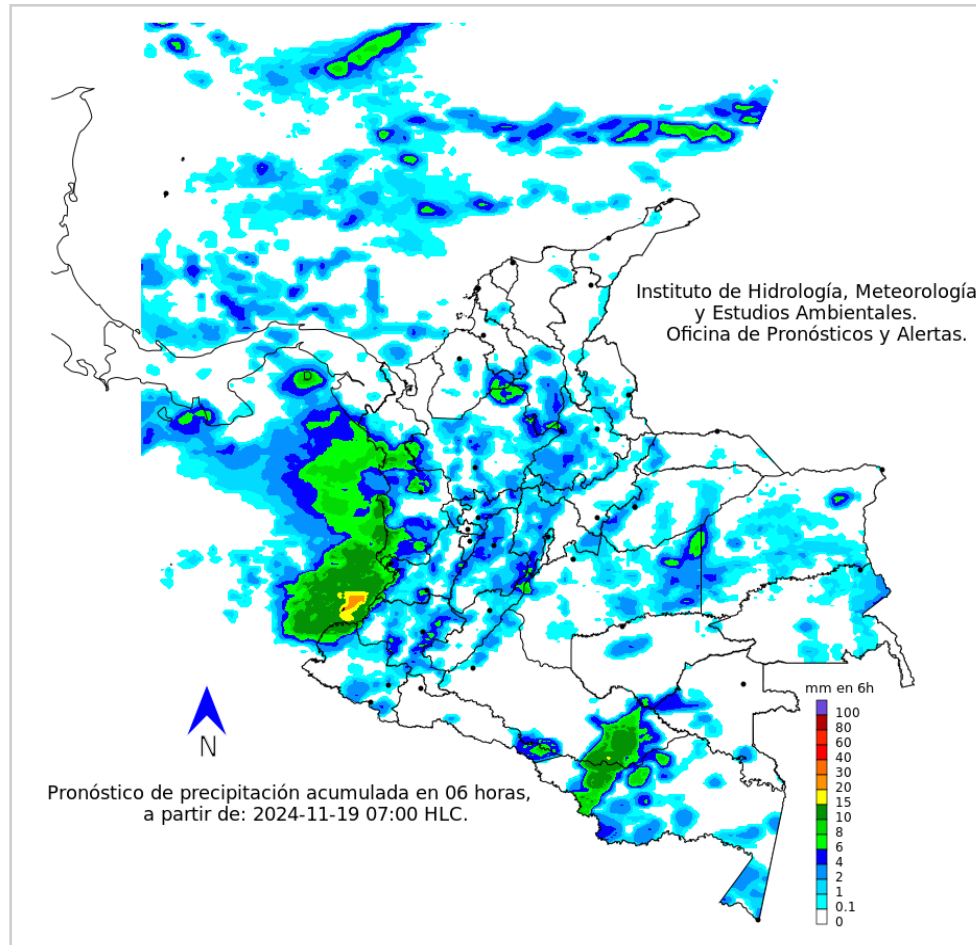 Instituto de Hidrología, Meteorología
y Estudios Ambientales.
Oficina de Pronósticos y Alertas.
mm en 6h
100
80
60
40
30
20
15
10
8
6
4
2
1
0.1
0
N
Pronóstico de precipitación acumulada en 06 horas,
a partir de: 2024-11-19 07:00 HLC.